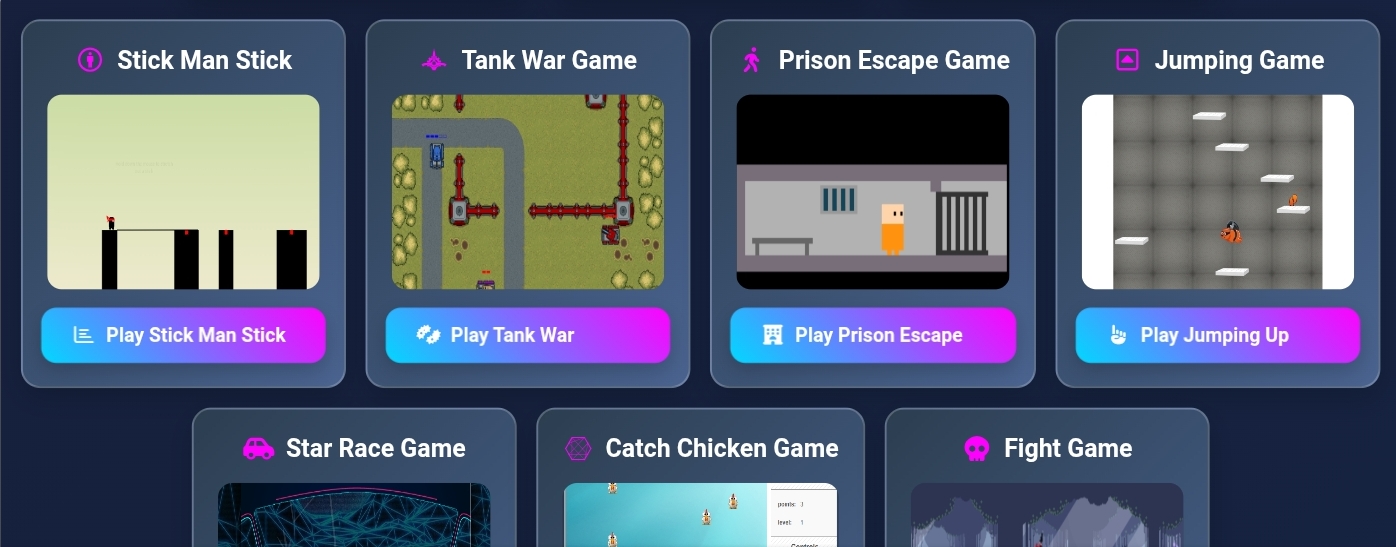 Stick Man Stick
Tank War Game
Prison Escape Game
Jumping Game
Play Stick Man Stick
Play Tank War
Play Prison Escape
Play Jumping Up
Star Race Game
Catch Chicken Game
Fight Game
points: 3
level: 1
Controls